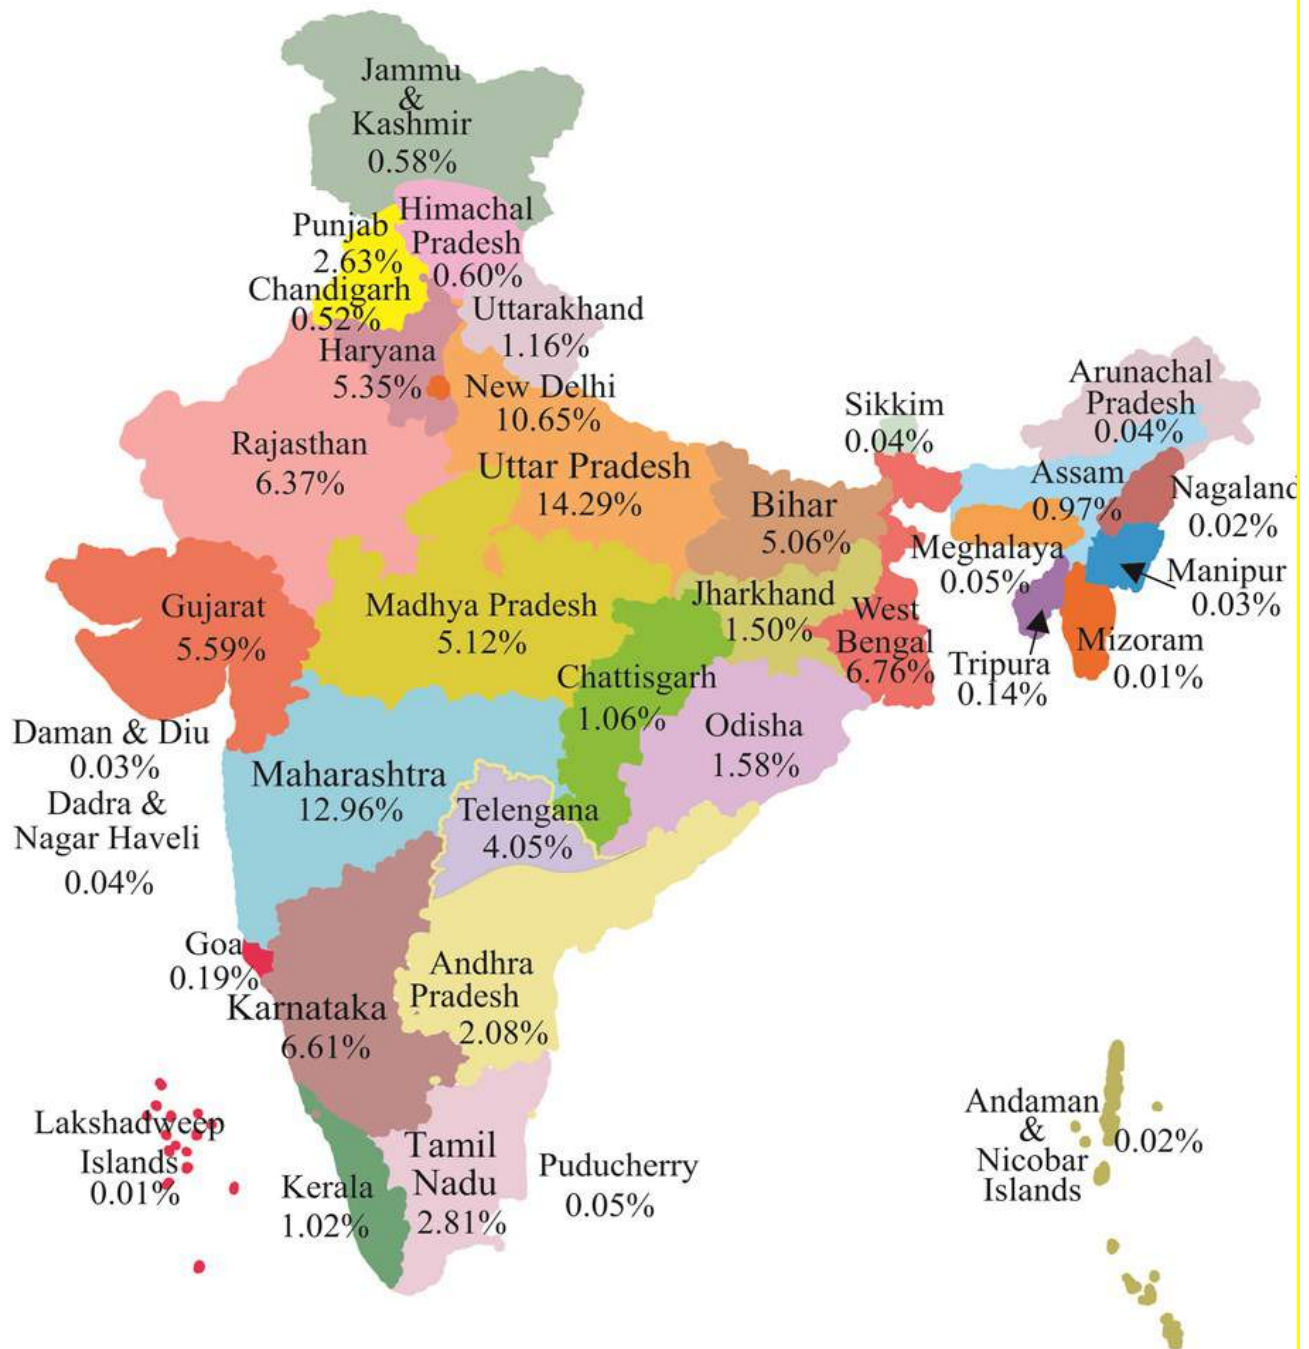 Jammu
&
Kashmir
0.58%
Himachal
Pradesh
0.60%
Punjab
2.63%
Chandigarh
0.52%
Uttarakhand
1.16%
Haryana
5.35%
New Delhi
10.65%
Rajasthan
6.37%
Uttar Pradesh
14.29%
Bihar
5.06%
Sikkim
0.04%
Arunachal
Pradesh
0.04%
Assam
0.97%
Nagaland
0.02%
Meghalaya
0.05%
Manipur
0.03%
Tripura
0.14%
Mizoram
0.01%
Gujarat
5.59%
Madhya Pradesh
5.12%
Jharkhand
1.50%
West
Bengal
6.76%
Chattisgarh
1.06%
Odisha
1.58%
Daman & Diu
0.03%
Dadra &
Nagar Haveli
0.04%
Maharashtra
12.96%
Telengana
4.05%
Goa
0.19%
Karnataka
6.61%
Andhra
Pradesh
2.08%
Lakshadweep
Islands
0.01%
Kerala
1.02%
Tamil
Nadu
2.81%
Puducherry
0.05%
Andaman
&
Nicobar
Islands
0.02%